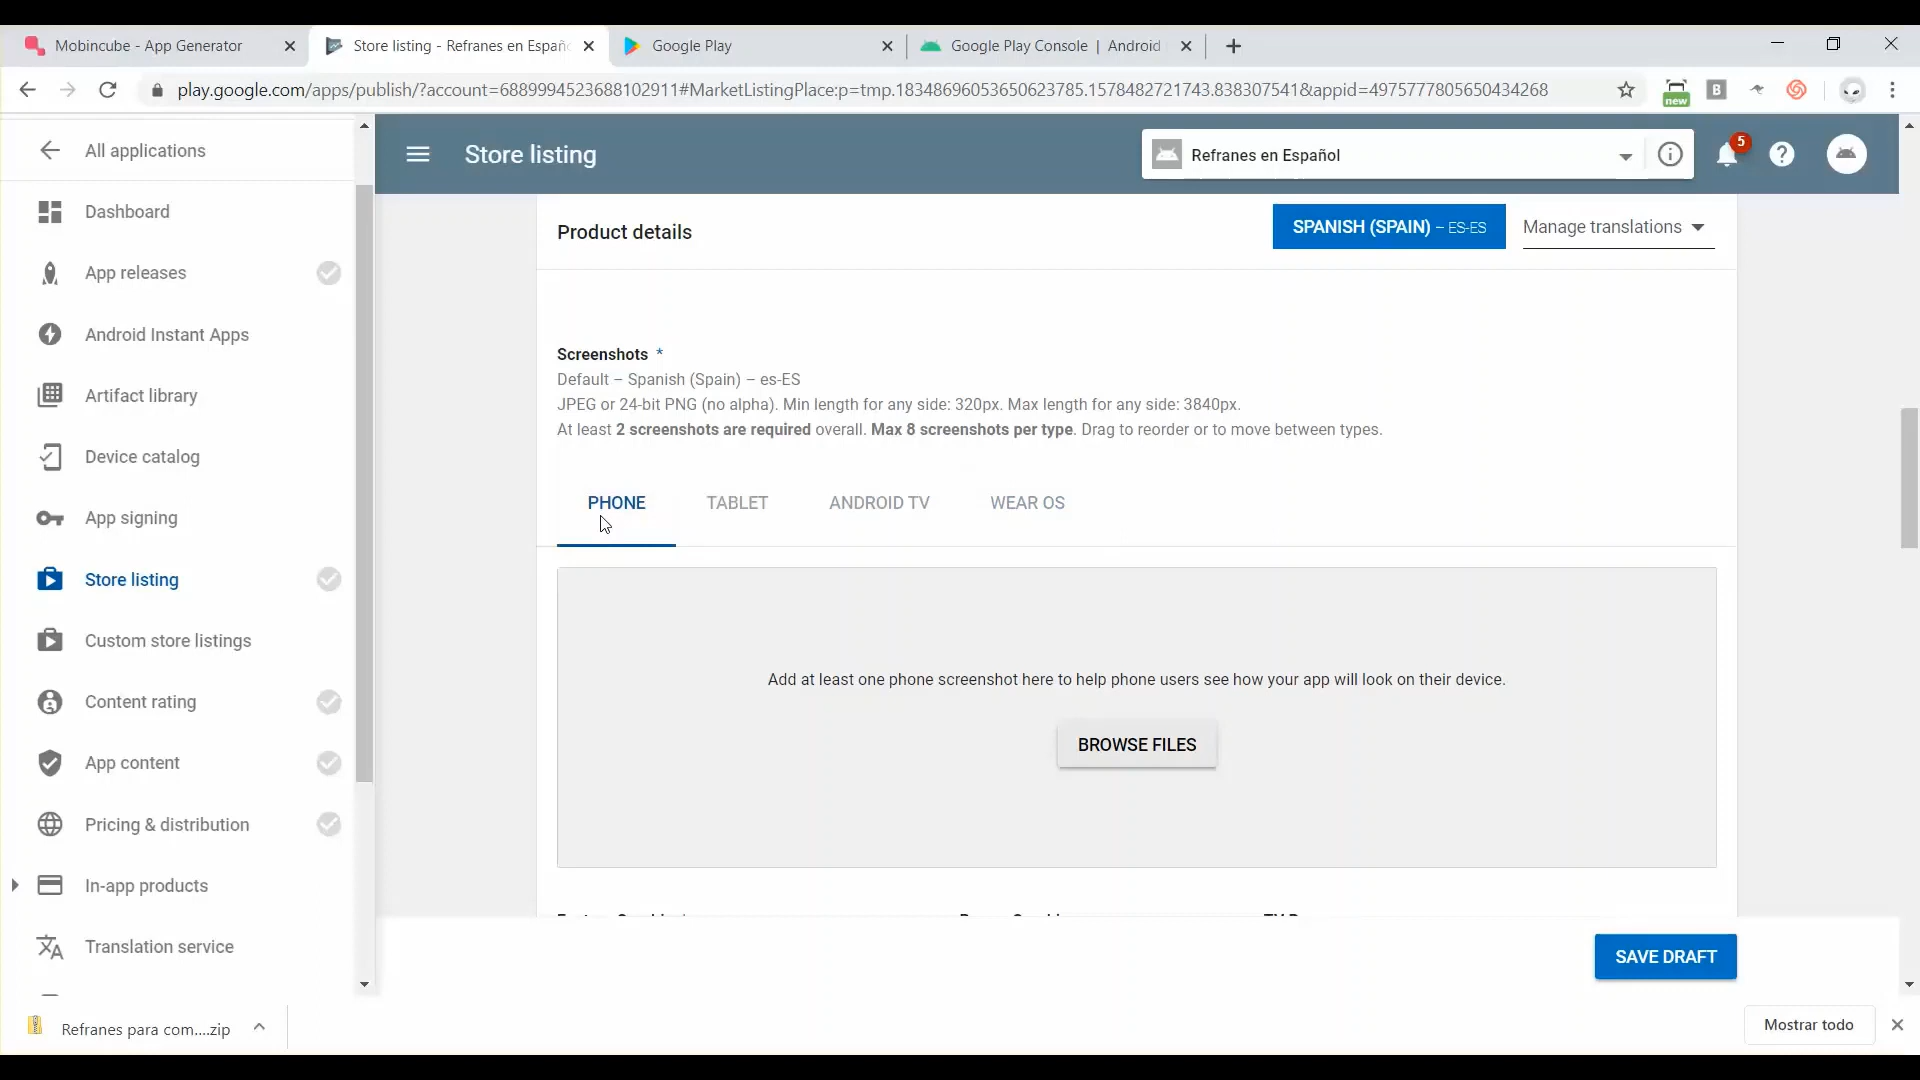 Mobincube - App Generator
Store listing - Refranes en Españ
Google Play
Google Play Console | Android
play.google.com/apps/publish/?account=6889994523688102911#MarketListingPlace:p=tmp.18348696053650623785.1578482721743.838307541&appid=4975777805650434268
new
B
All applications
Store listing
Refranes en Español
5
Dashboard
App releases
Android Instant Apps
Artifact library
Device catalog
App signing
Store listing
Custom store listings
Content rating
App content
Pricing & distribution
In-app products
Translation service
Product details
SPANISH (SPAIN) – ES-ES
Manage translations
Screenshots *
Default – Spanish (Spain) – es-ES
JPEG or 24-bit PNG (no alpha). Min length for any side: 320px. Max length for any side: 3840px.
At least 2 screenshots are required overall. Max 8 screenshots per type. Drag to reorder or to move between types.
PHONE
TABLET
ANDROID TV
WEAR OS
Add at least one phone screenshot here to help phone users see how your app will look on their device.
BROWSE FILES
SAVE DRAFT
Refranes para com....zip
Mostrar todo